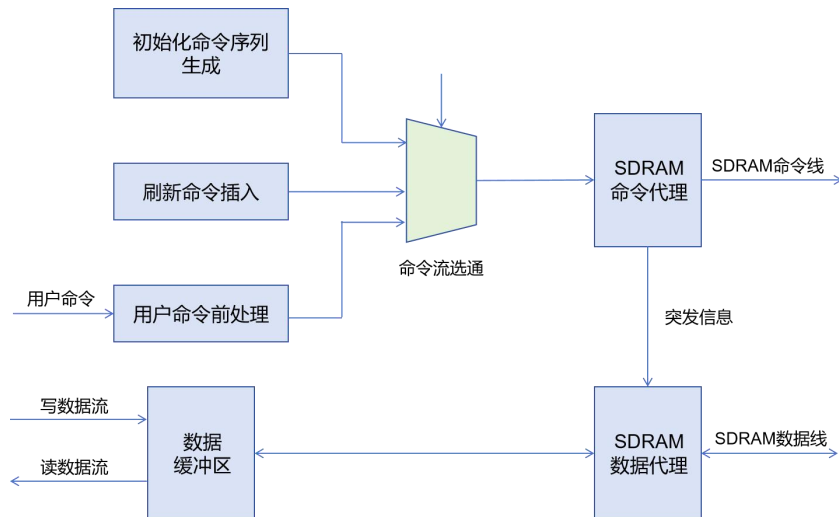 初始化命令序列
生成
刷新命令插入
SDRAM
命令代理
SDRAM命令线
命令流选通
用户命令
用户命令前处理
突发信息
写数据流
读数据流
数据
缓冲区
SDRAM
数据代理
SDRAM数据线